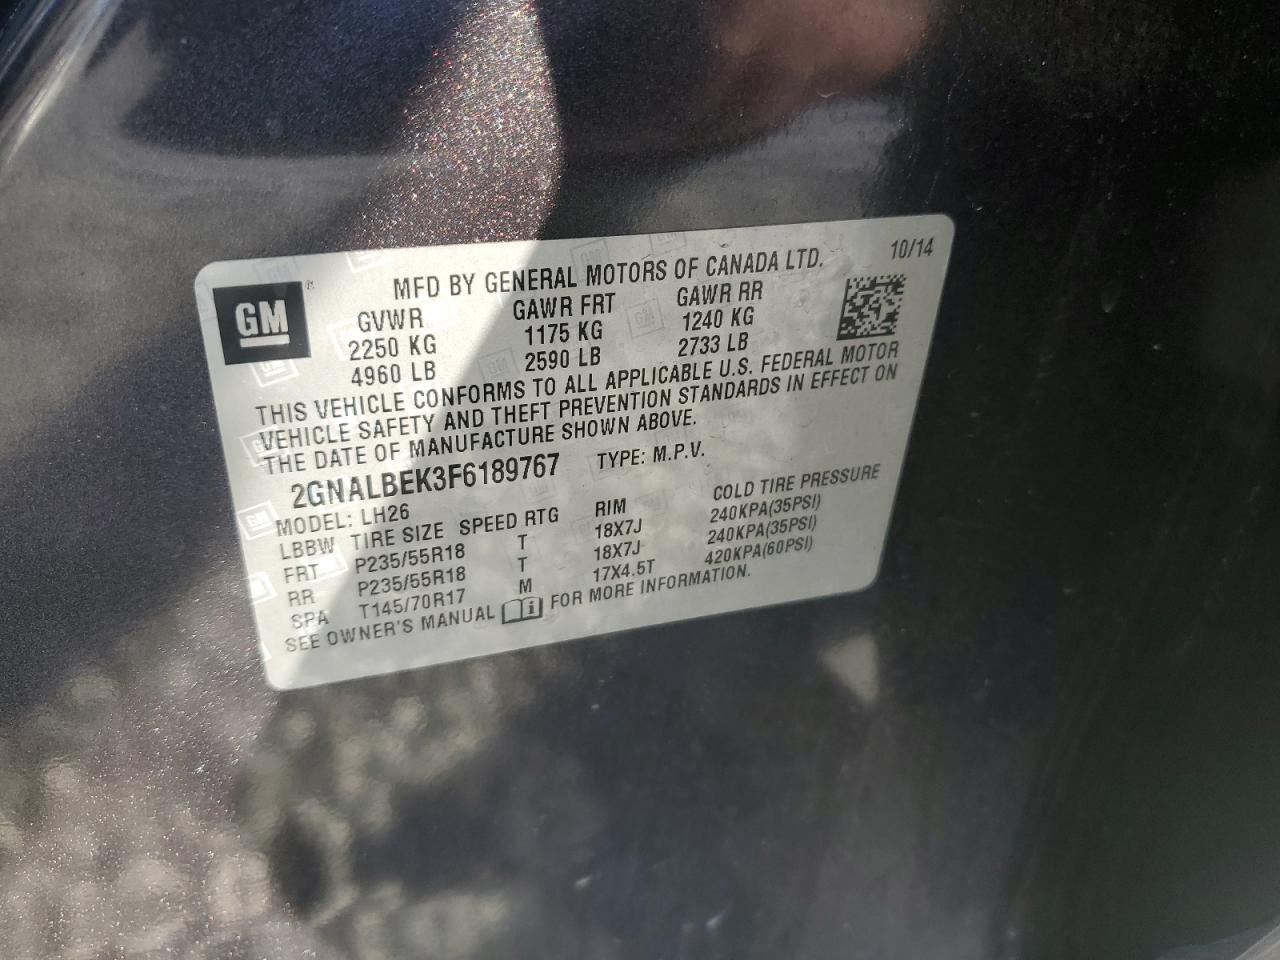 10/14
MFD BY GENERAL MOTORS OF CANADA LTD.
GM
GVWR GAWR FRT GAWR RR
2250 KG 1175 KG 1240 KG
4960 LB 2590 LB 2733 LB
THIS VEHICLE CONFORMS TO ALL APPLICABLE U.S. FEDERAL MOTOR
VEHICLE SAFETY AND THEFT PREVENTION STANDARDS IN EFFECT ON
THE DATE OF MANUFACTURE SHOWN ABOVE.
2GNALBEK3F6189767 TYPE: M.P.V.
MODEL: LH26
LBBW TIRE SIZE SPEED RTG RIM COLD TIRE PRESSURE
FRT P235/55R18 T 18X7J 240KPA(35PSI)
RR P235/55R18 T 18X7J 240KPA(35PSI)
SPA T145/70R17 M 17X4.5T 420KPA(60PSI)
SEE OWNER'S MANUAL FOR MORE INFORMATION.